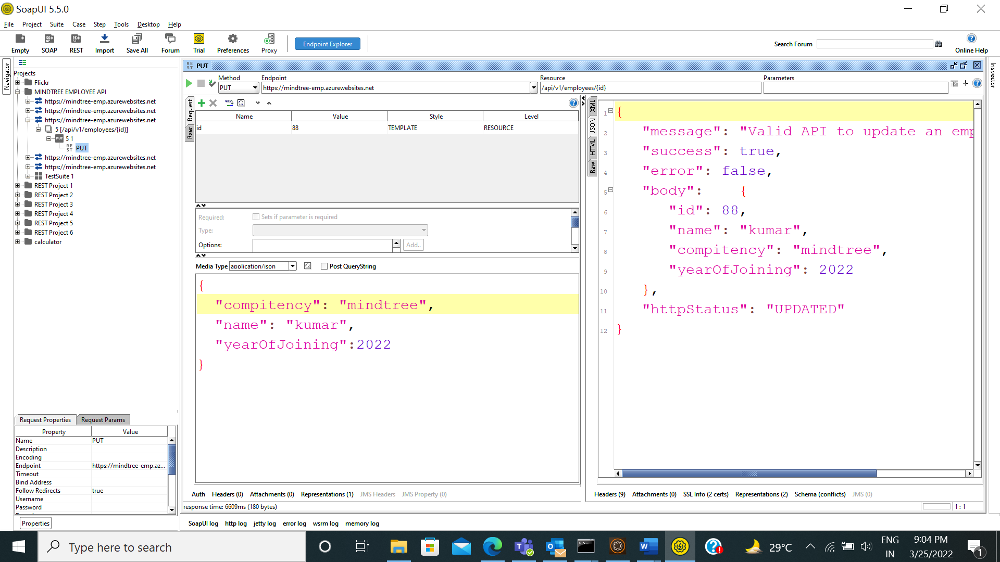 SoapUI 5.5.0
File Project Suite Case Step Tools Desktop Help
Empty SOAP REST Import Save All Forum Trial Preferences Proxy Endpoint Explorer Search Forum Online Help
Navigator
Projects
Flickr
MINDTREE EMPLOYEE API
https://mindtree-emp.azurewebsites.net
https://mindtree-emp.azurewebsites.net
https://mindtree-emp.azurewebsites.net
5 [/api/v1/employees/{id}]
PUT 5 1
REST PUT
https://mindtree-emp.azurewebsites.net
https://mindtree-emp.azurewebsites.net
TestSuite 1
REST Project 1
REST Project 2
REST Project 3
REST Project 4
REST Project 5
REST Project 6
calculator
Request Properties Request Params
Property Value
Name PUT
Description
Encoding
Endpoint https://mindtree-emp.az...
Timeout
Bind Address
Follow Redirects true
Username
Password
Properties
REST PUT
Method Endpoint Resource Parameters
PUT https://mindtree-emp.azurewebsites.net /api/v1/employees/{id}
Request
Raw
Name Value Style Level
id 88 TEMPLATE RESOURCE
Required: Sets if parameter is required
Type:
Options: Add..
Media Type application/json Post QueryString
{
"compitency": "mindtree",
"name": "kumar",
"yearOfJoining":2022
}
Auth Headers (0) Attachments (0) Representations (1) JMS Headers JMS Property (0)
response time: 6609ms (180 bytes)
XML
JSON
HTML
Raw
1 {
2 "message": "Valid API to update an emp
3 "success": true,
4 "error": false,
5 "body": {
6 "id": 88,
7 "name": "kumar",
8 "compitency": "mindtree",
9 "yearOfJoining": 2022
10 },
11 "httpStatus": "UPDATED"
12 }
Headers (9) Attachments (0) SSL Info (2 certs) Representations (2) Schema (conflicts) JMS (0)
1 : 1
Inspector
SoapUI log http log jetty log error log wsrm log memory log
Type here to search
29°C
ENG
IN
9:04 PM
3/25/2022
1